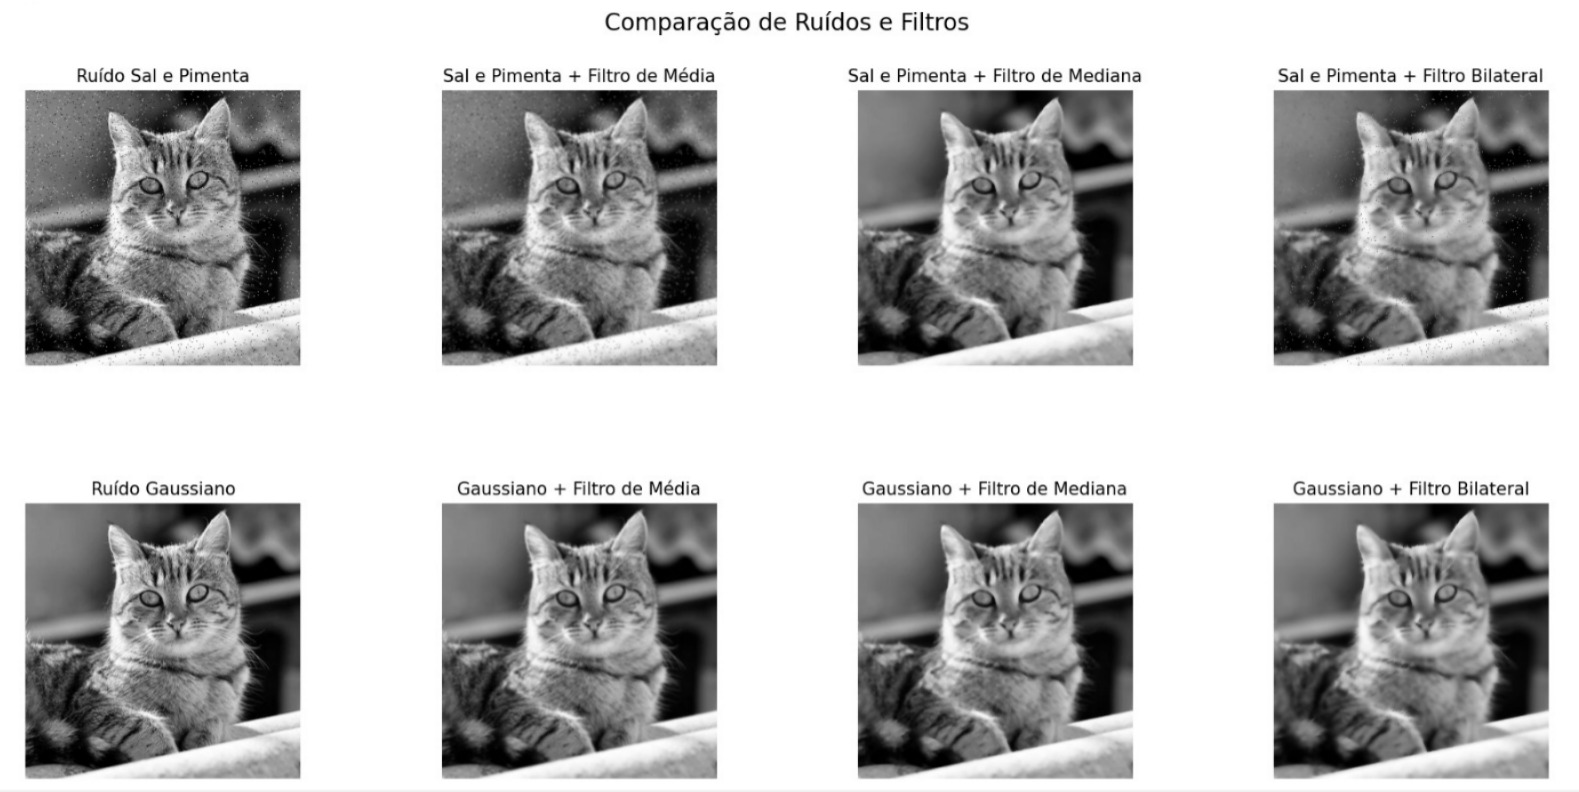 Comparação de Ruídos e Filtros
Ruído Sal e Pimenta
Sal e Pimenta + Filtro de Média
Sal e Pimenta + Filtro de Mediana
Sal e Pimenta + Filtro Bilateral
Ruído Gaussiano
Gaussiano + Filtro de Média
Gaussiano + Filtro de Mediana
Gaussiano + Filtro Bilateral